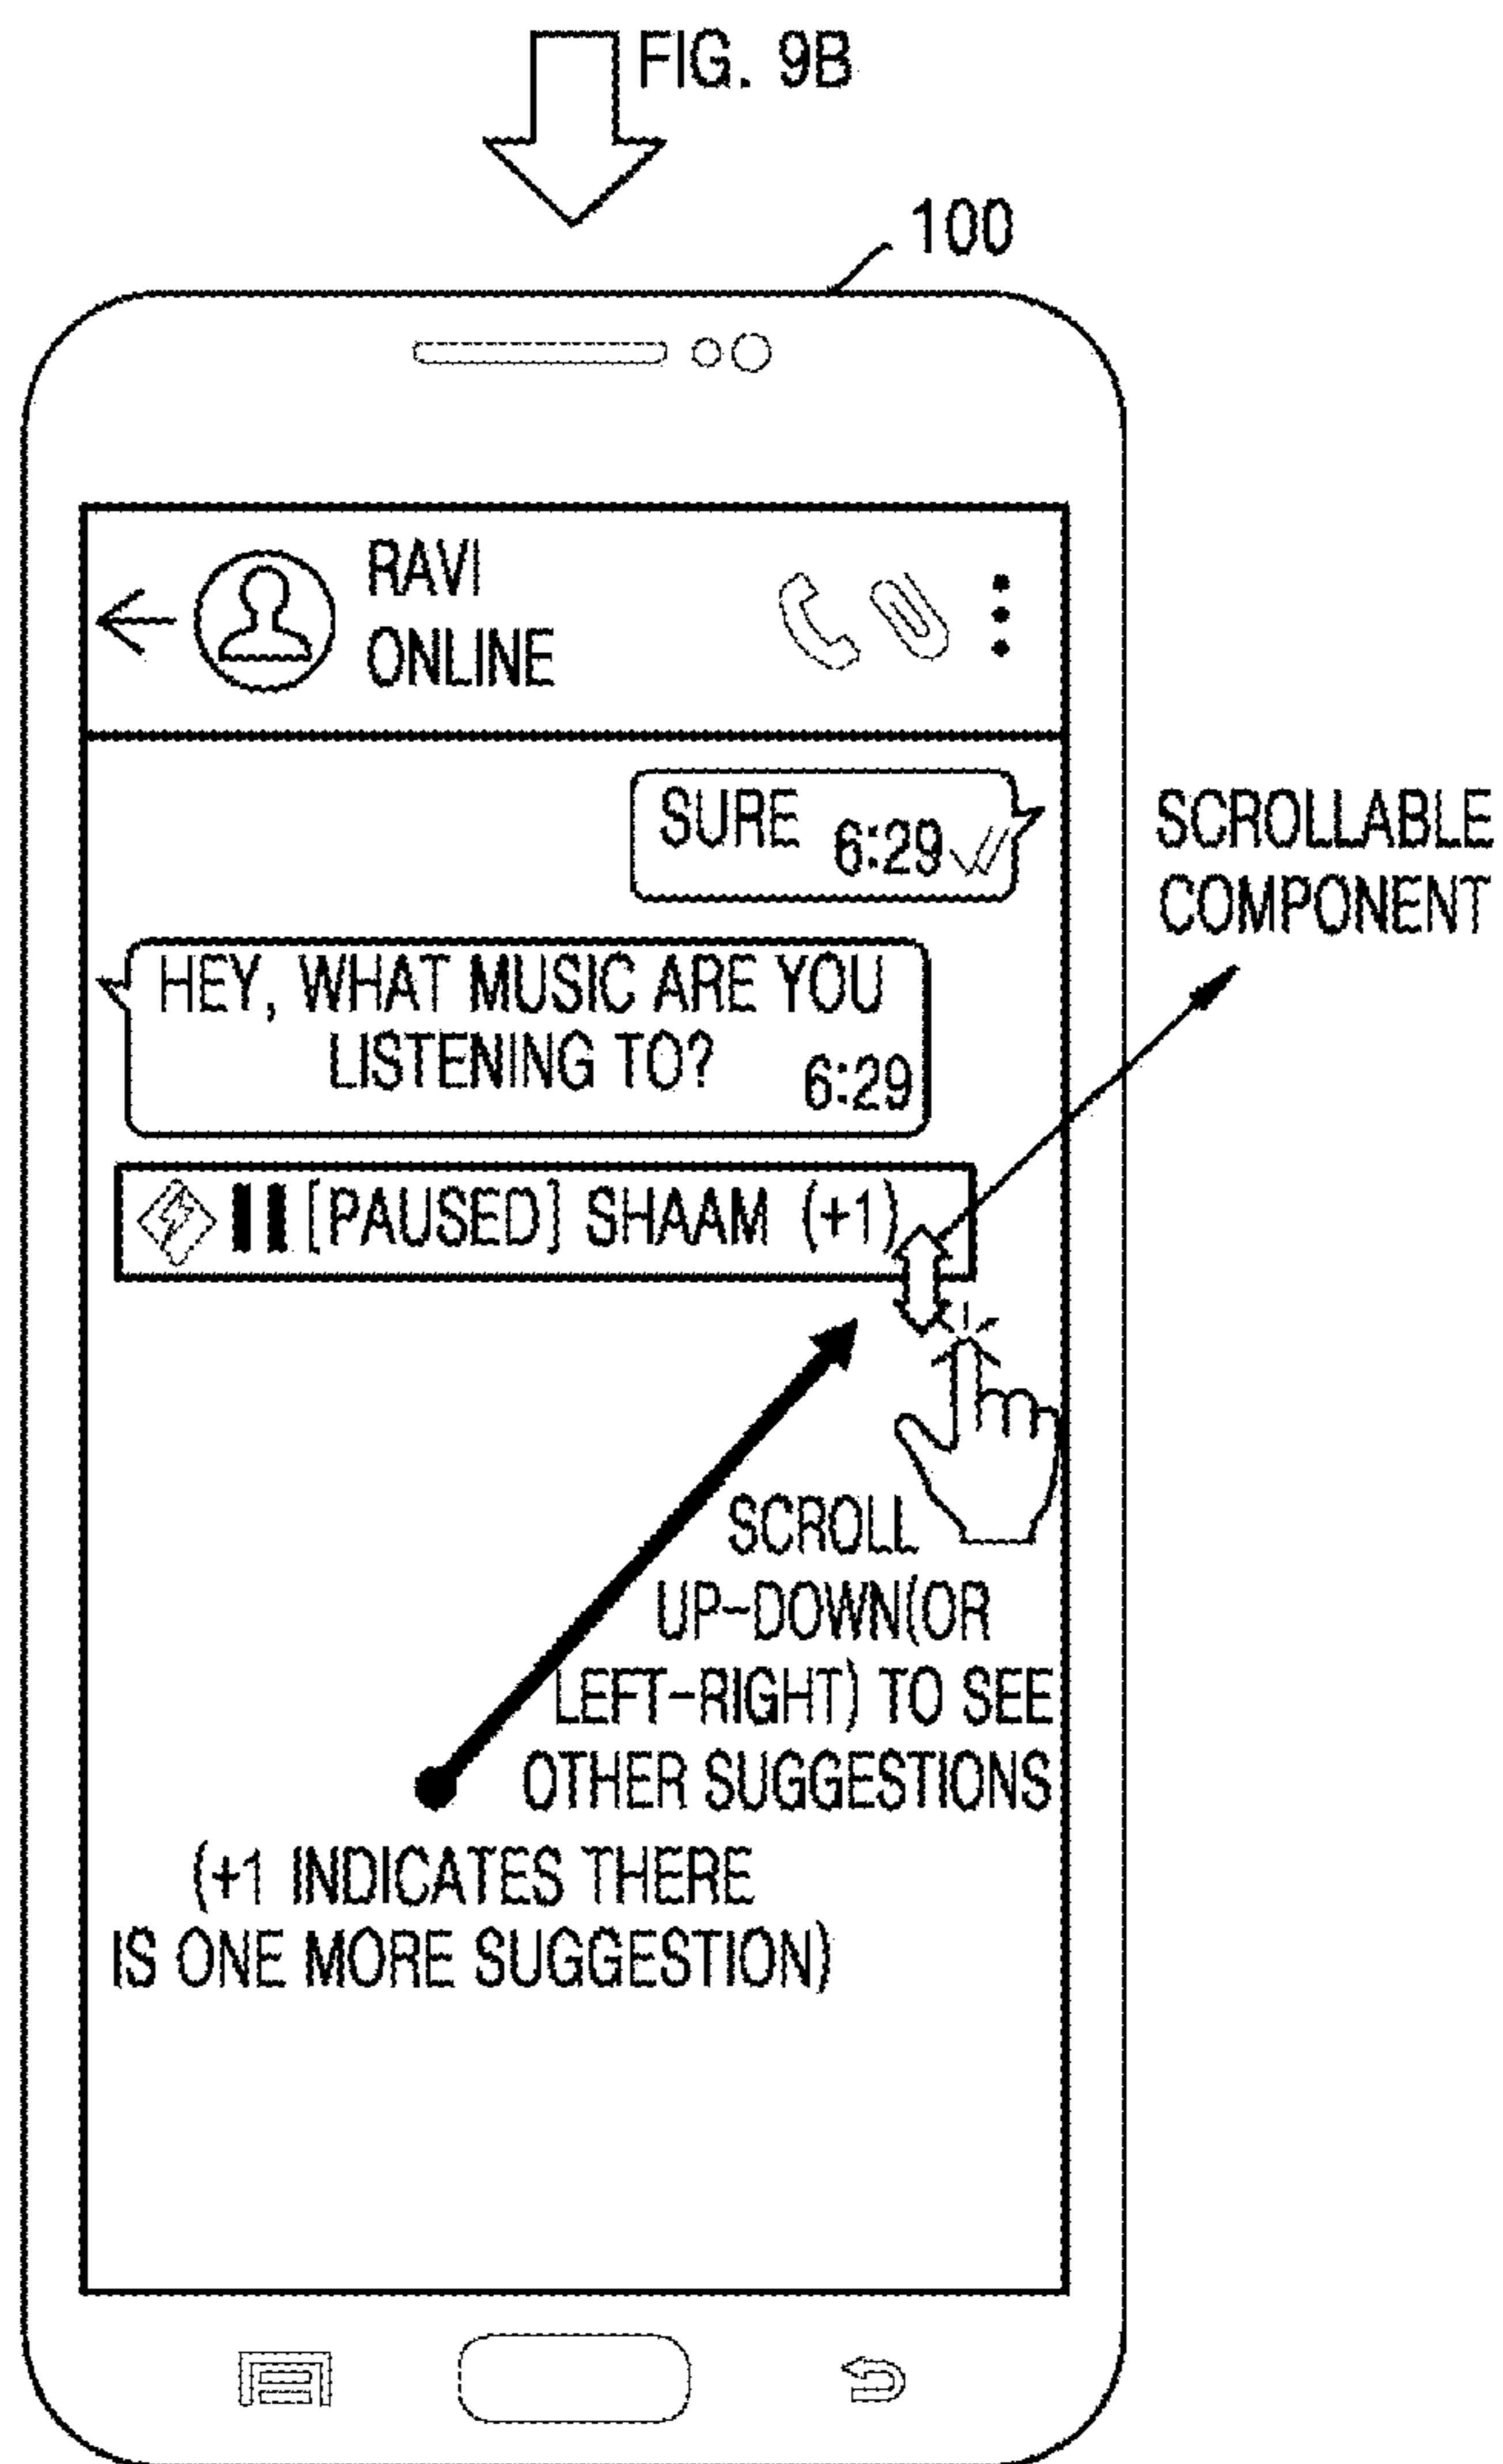 FIG. 9B
100
RAVI
ONLINE
SURE 6:29
SCROLLABLE
COMPONENT
HEY, WHAT MUSIC ARE YOU
LISTENING TO? 6:29
[PAUSED] SHAAM (+1)
SCROLL
UP-DOWN(OR
LEFT-RIGHT) TO SEE
OTHER SUGGESTIONS
(+1 INDICATES THERE
IS ONE MORE SUGGESTION)